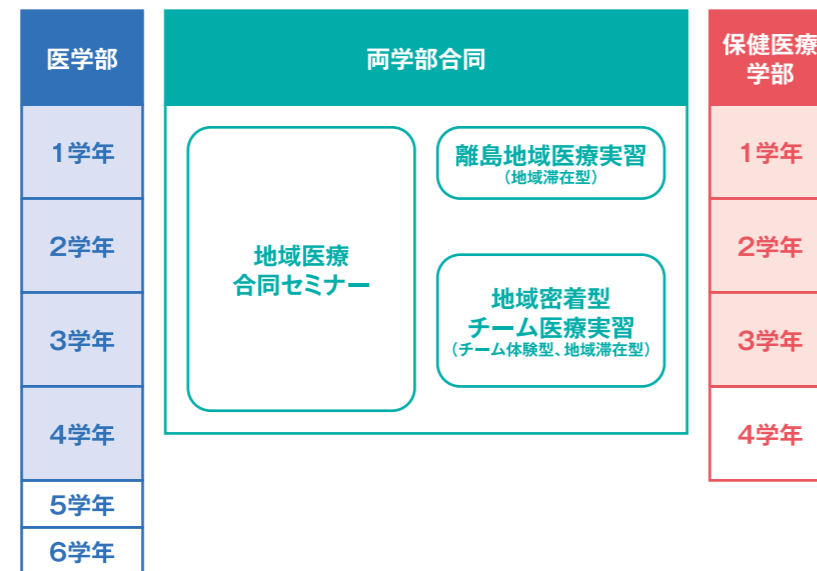 医学部
1学年
2学年
3学年
4学年
5学年
6学年
両学部合同
地域医療
合同セミナー
離島地域医療実習
（地域滞在型）
地域密着型
チーム医療実習
（チーム体験型、地域滞在型）
保健医療
学部
1学年
2学年
3学年
4学年